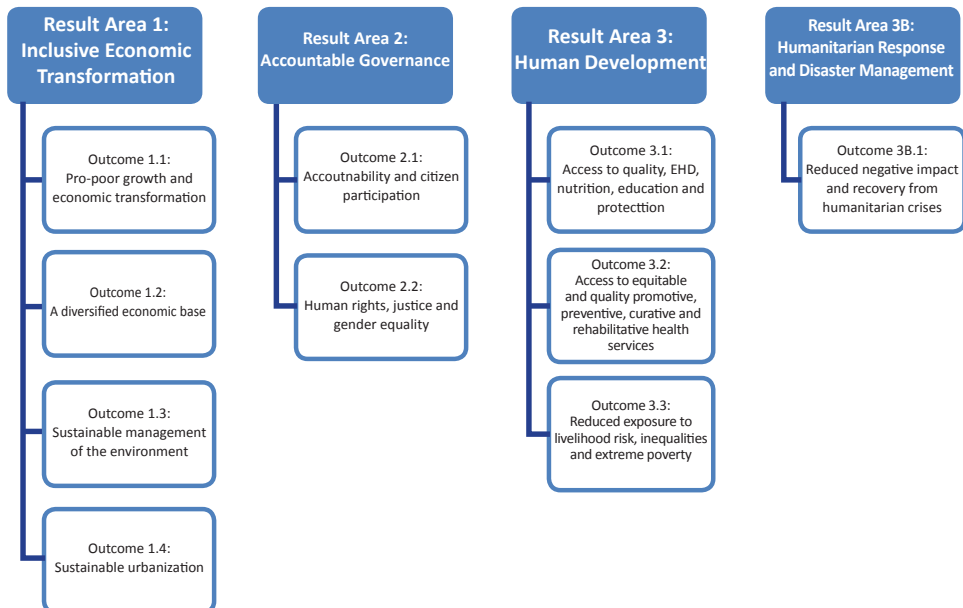 Result Area 1:
Inclusive Economic
Transformation
Outcome 1.1:
Pro-poor growth and
economic transformation
Outcome 1.2:
A diversified economic base
Outcome 1.3:
Sustainable management
of the environment
Outcome 1.4:
Sustainable urbanization
Result Area 2:
Accountable Governance
Outcome 2.1:
Accoutnability and citizen
participation
Outcome 2.2:
Human rights, justice and
gender equality
Result Area 3:
Human Development
Outcome 3.1:
Access to quality, EHD,
nutrition, education and
protecttion
Outcome 3.2:
Access to equitable
and quality promotive,
preventive, curative and
rehabilitative health
services
Outcome 3.3:
Reduced exposure to
livelihood risk, inequalities
and extreme poverty
Result Area 3B:
Humanitarian Response
and Disaster Management
Outcome 3B.1:
Reduced negative impact
and recovery from
humanitarian crises